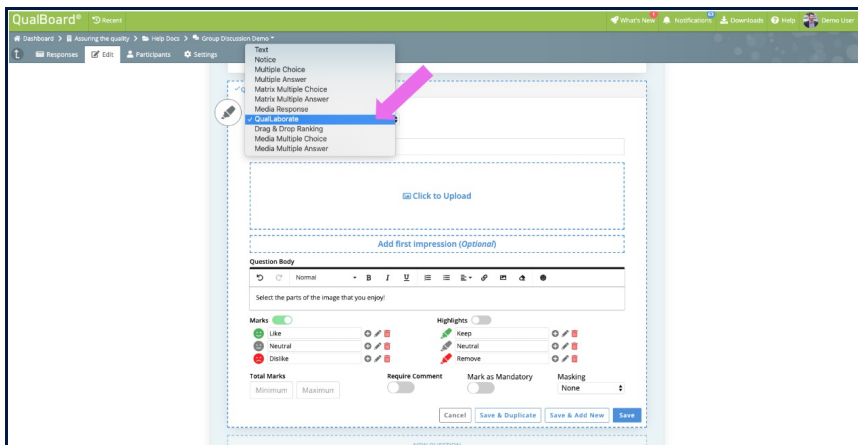 QualBoard® Recent What's New Notifications Downloads Help Demo User
Dashboard > Assuring the quality > Help Docs > Group Discussion Demo
Responses Edit Participants Settings
Text
Notice
Multiple Choice
Multiple Answer
Matrix Multiple Choice
Matrix Multiple Answer
Media Response
✓ QualLaborate
Drag & Drop Ranking
Media Multiple Choice
Media Multiple Answer
Click to Upload
Add first impression (Optional)
Question Body
Normal B I U
Select the parts of the image that you enjoy!
Marks Highlights
Like Keep
Neutral Neutral
Dislike Remove
Total Marks Require Comment Mark as Mandatory Masking
Minimum Maximun None
Cancel Save & Duplicate Save & Add New Save
NEW QUESTION